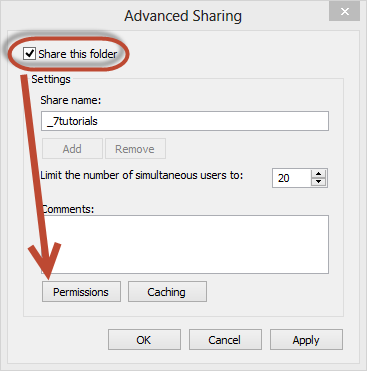 Advanced Sharing
Share this folder
Settings
Share name:
_7tutorials
Add Remove
Limit the number of simultaneous users to: 20
Comments:
Permissions Caching
OK Cancel Apply